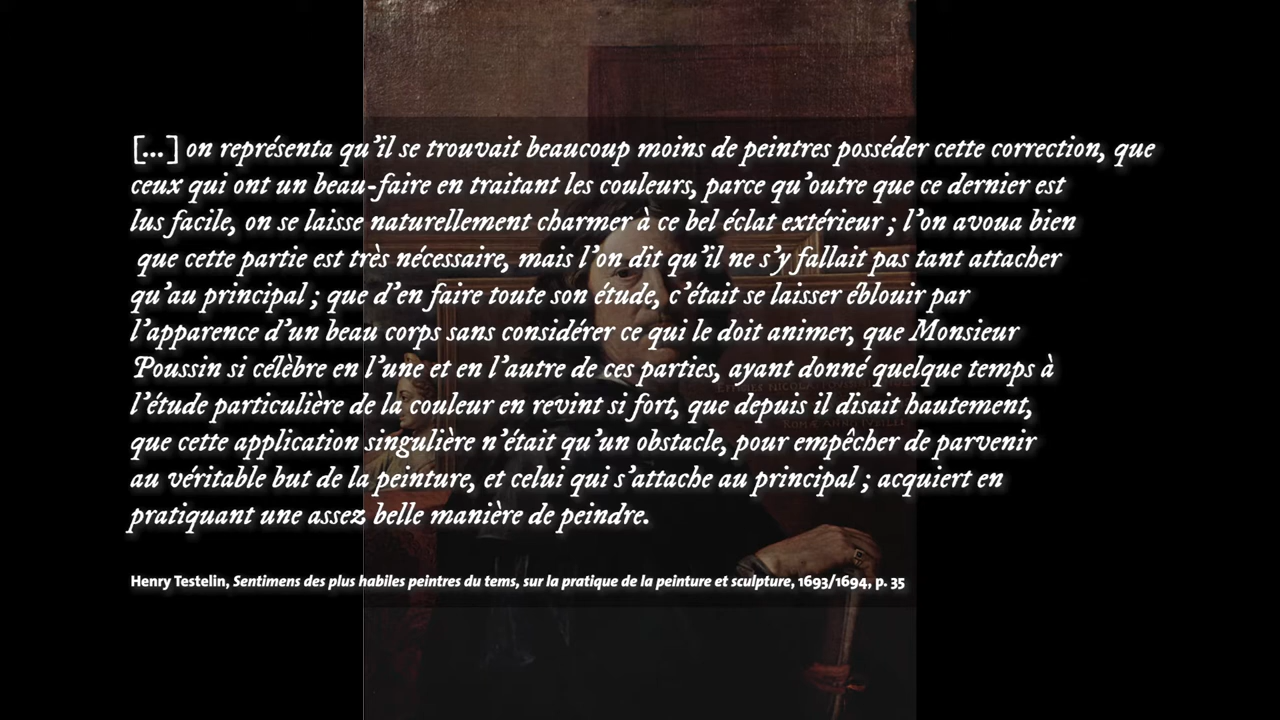 [...] on représenta qu'il se trouvait beaucoup moins de peintres posséder cette correction, que
ceux qui ont un beau-faire en traitant les couleurs, parce qu'outre que ce dernier est
lus facile, on se laisse naturellement charmer à ce bel éclat extérieur ; l'on avoua bien
que cette partie est très nécessaire, mais l'on dit qu'il ne s'y fallait pas tant attacher
qu'au principal ; que d'en faire toute son étude, c'était se laisser éblouir par
l'apparence d'un beau corps sans considérer ce qui le doit animer, que Monsieur
Poussin si célèbre en l'une et en l'autre de ces parties, ayant donné quelque temps à
l'étude particulière de la couleur en revint si fort, que depuis il disait hautement,
que cette application singulière n'était qu'un obstacle, pour empêcher de parvenir
au véritable but de la peinture, et celui qui s'attache au principal ; acquiert en
pratiquant une assez belle manière de peindre.
Henry Testelin, Sentimens des plus habiles peintres du tems, sur la pratique de la peinture et sculpture, 1693/1694, p. 35